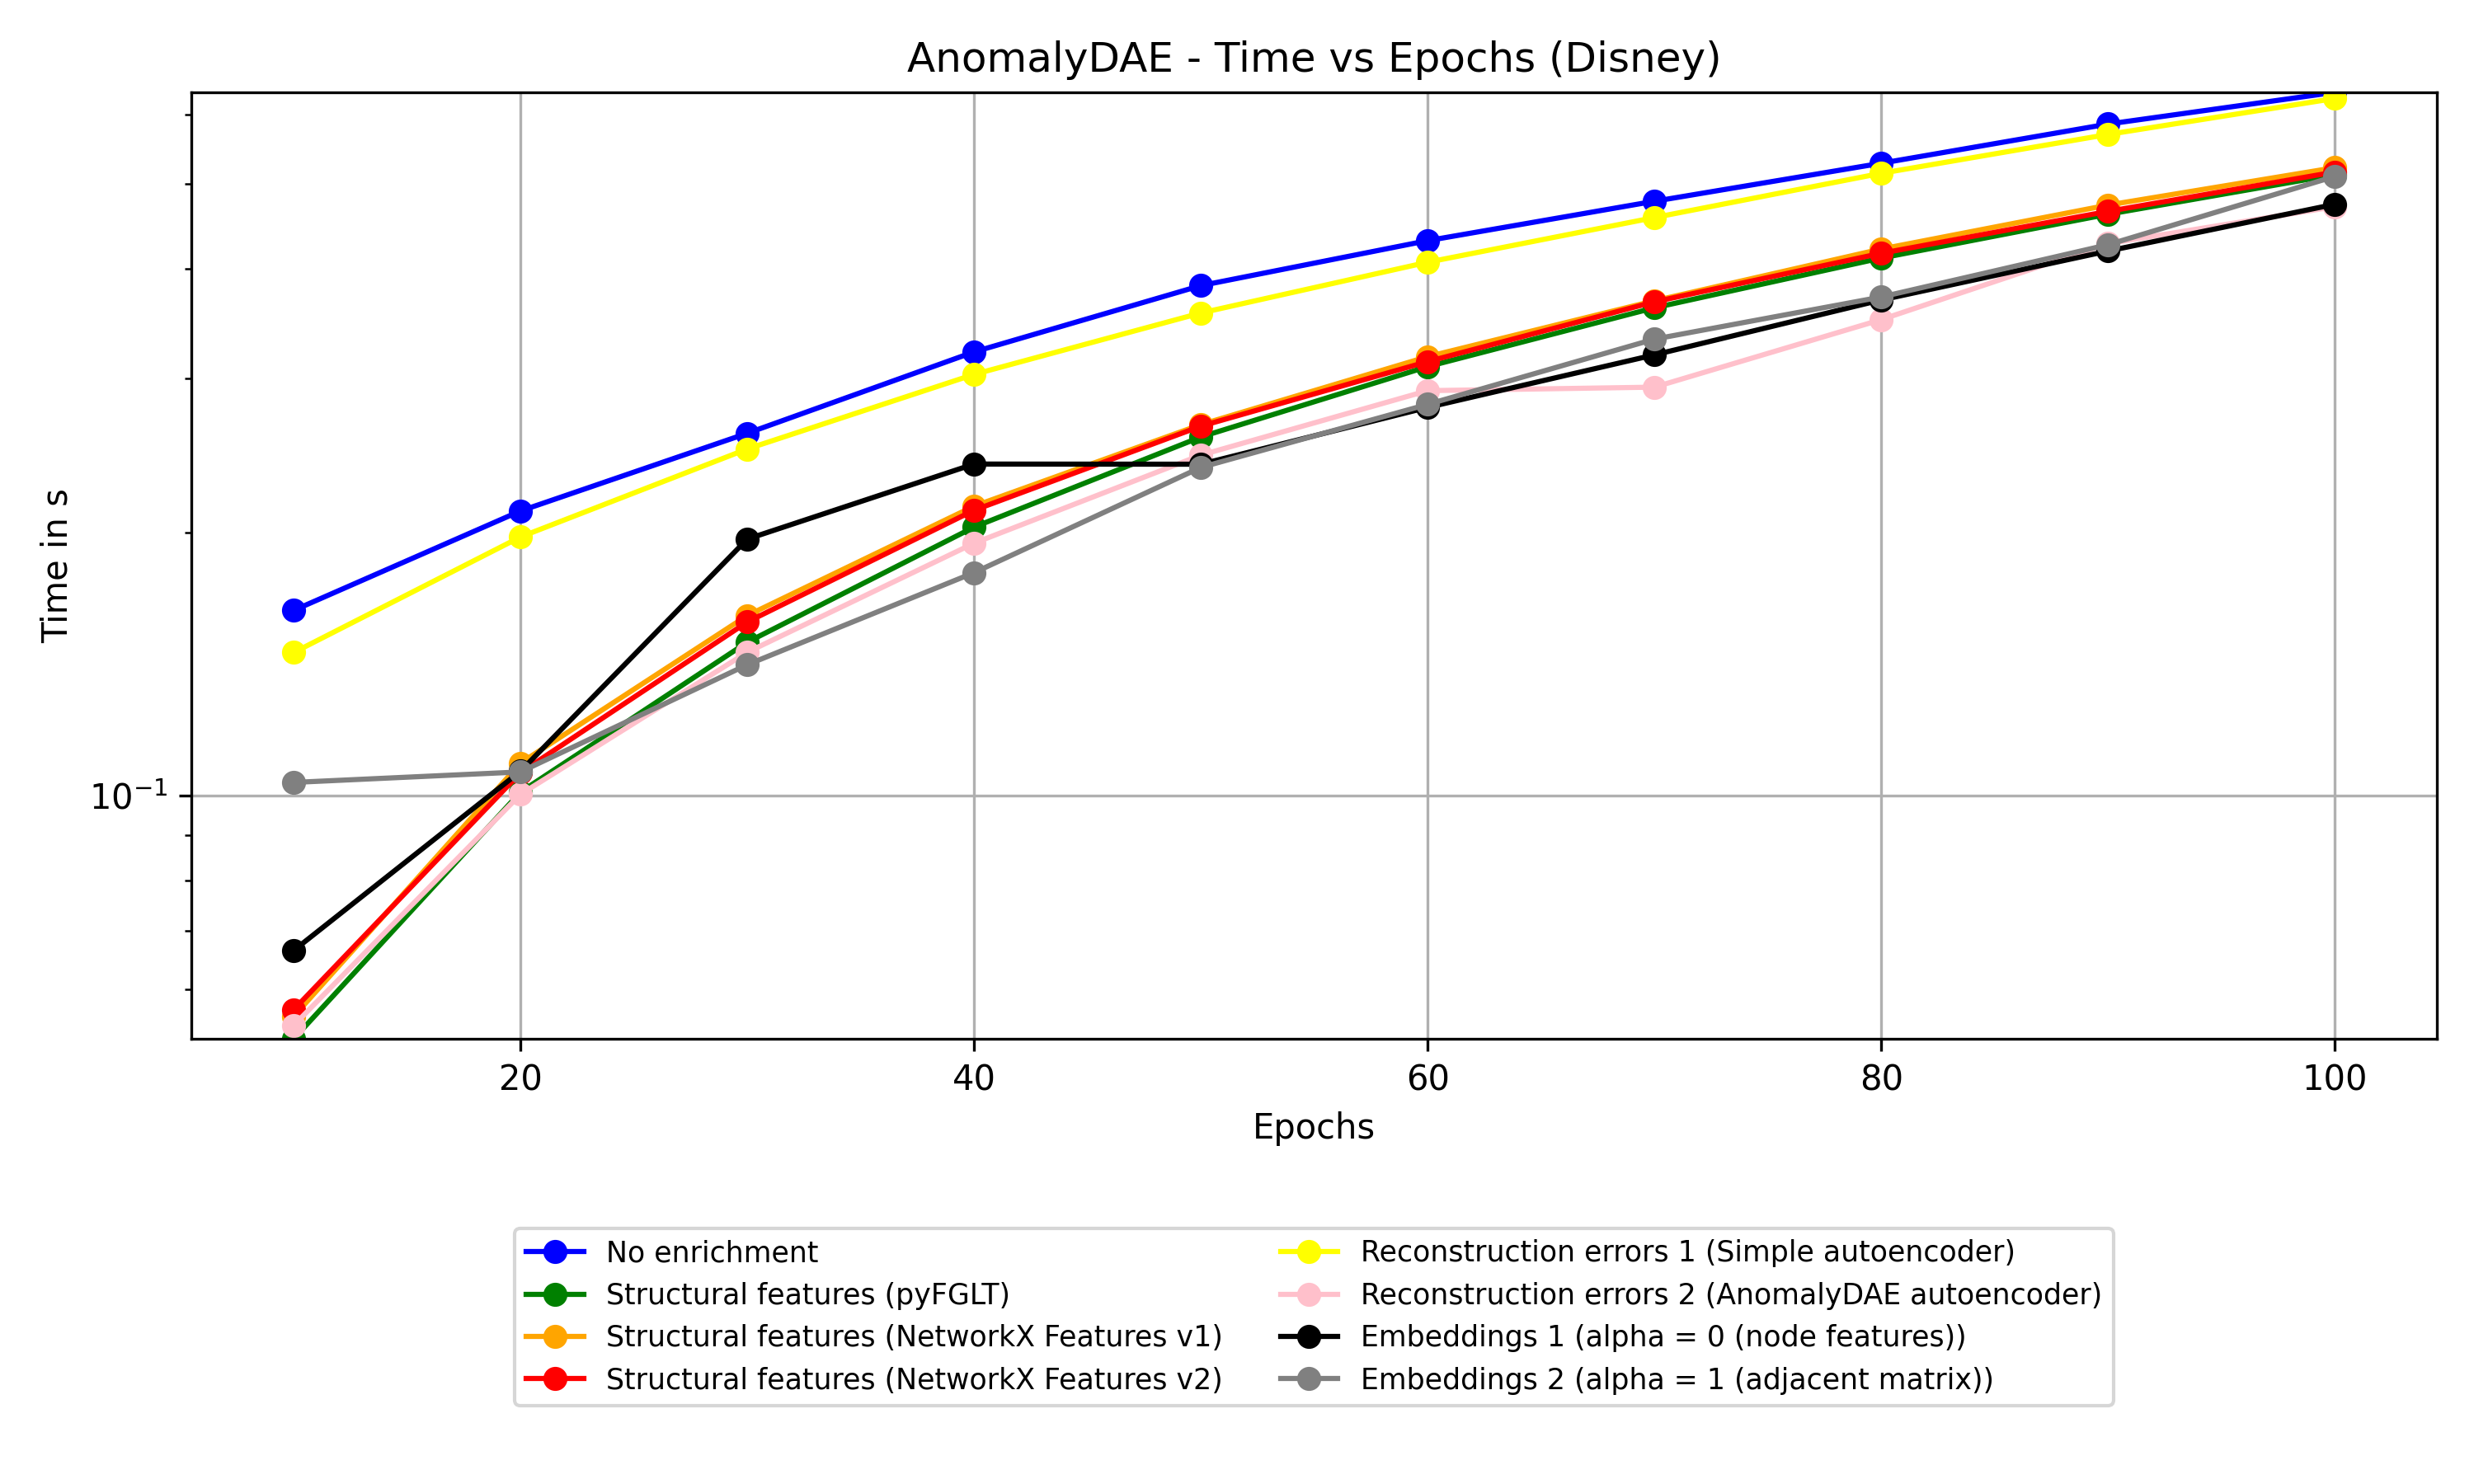 AnomalyDAE - Time vs Epochs (Disney)
Time in s
10⁻¹
20 40 60 80 100
Epochs
No enrichment
Structural features (pyFGLT)
Structural features (NetworkX Features v1)
Structural features (NetworkX Features v2)
Reconstruction errors 1 (Simple autoencoder)
Reconstruction errors 2 (AnomalyDAE autoencoder)
Embeddings 1 (alpha = 0 (node features))
Embeddings 2 (alpha = 1 (adjacent matrix))